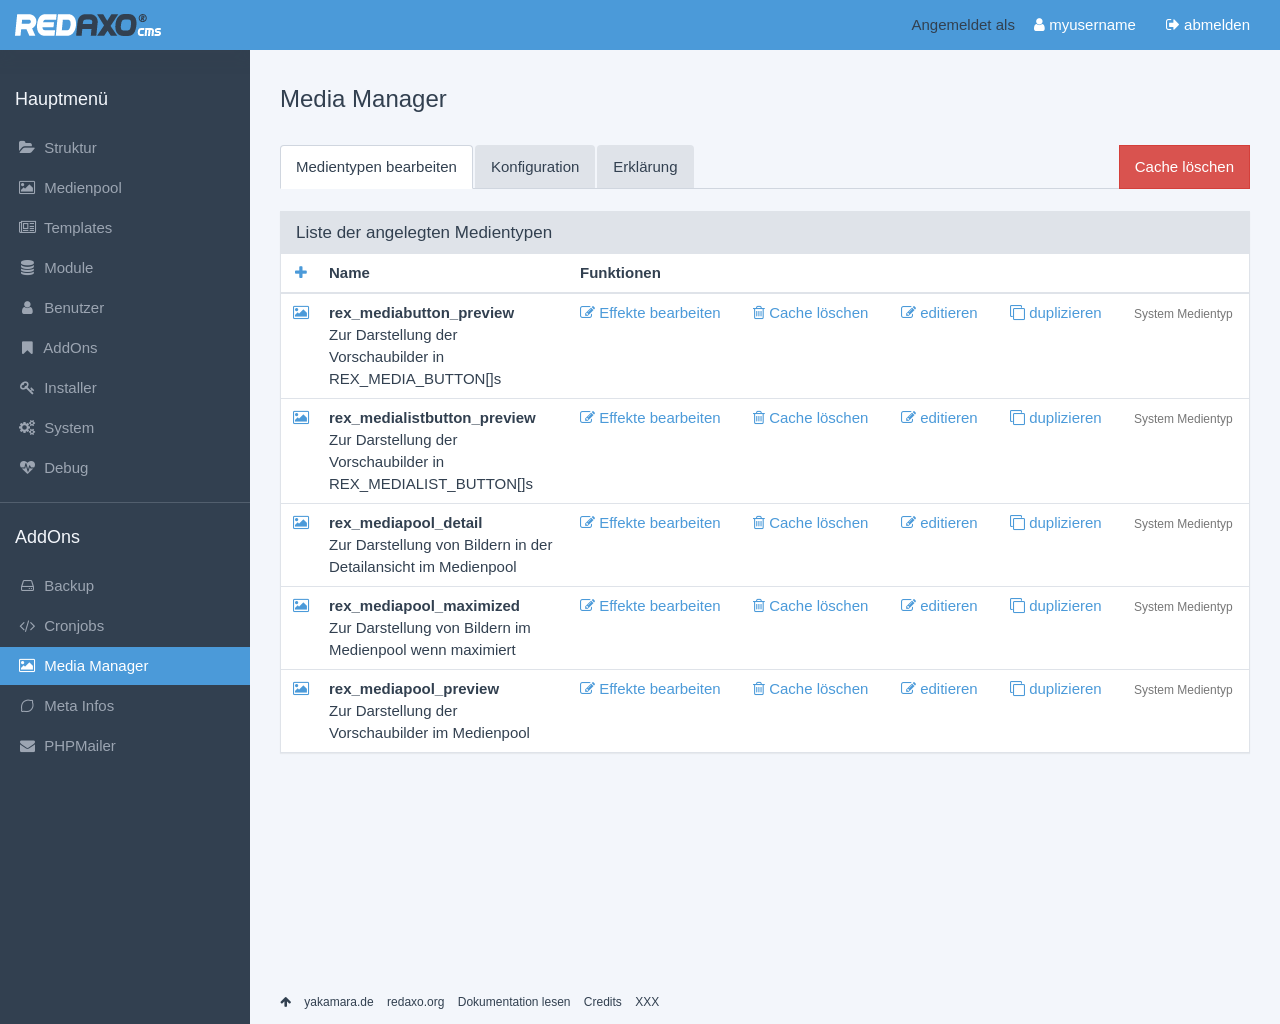 REDAXO® cms
Angemeldet als myusername abmelden
Hauptmenü
Struktur
Medienpool
Templates
Module
Benutzer
AddOns
Installer
System
Debug
AddOns
Backup
Cronjobs
Media Manager
Meta Infos
PHPMailer
Media Manager
Medientypen bearbeiten Konfiguration Erklärung Cache löschen
Liste der angelegten Medientypen
Name Funktionen
rex_mediabutton_preview Effekte bearbeiten Cache löschen editieren duplizieren System Medientyp
Zur Darstellung der
Vorschaubilder in
REX_MEDIA_BUTTON[]s
rex_medialistbutton_preview Effekte bearbeiten Cache löschen editieren duplizieren System Medientyp
Zur Darstellung der
Vorschaubilder in
REX_MEDIALIST_BUTTON[]s
rex_mediapool_detail Effekte bearbeiten Cache löschen editieren duplizieren System Medientyp
Zur Darstellung von Bildern in der
Detailansicht im Medienpool
rex_mediapool_maximized Effekte bearbeiten Cache löschen editieren duplizieren System Medientyp
Zur Darstellung von Bildern im
Medienpool wenn maximiert
rex_mediapool_preview Effekte bearbeiten Cache löschen editieren duplizieren System Medientyp
Zur Darstellung der
Vorschaubilder im Medienpool
yakamara.de redaxo.org Dokumentation lesen Credits XXX